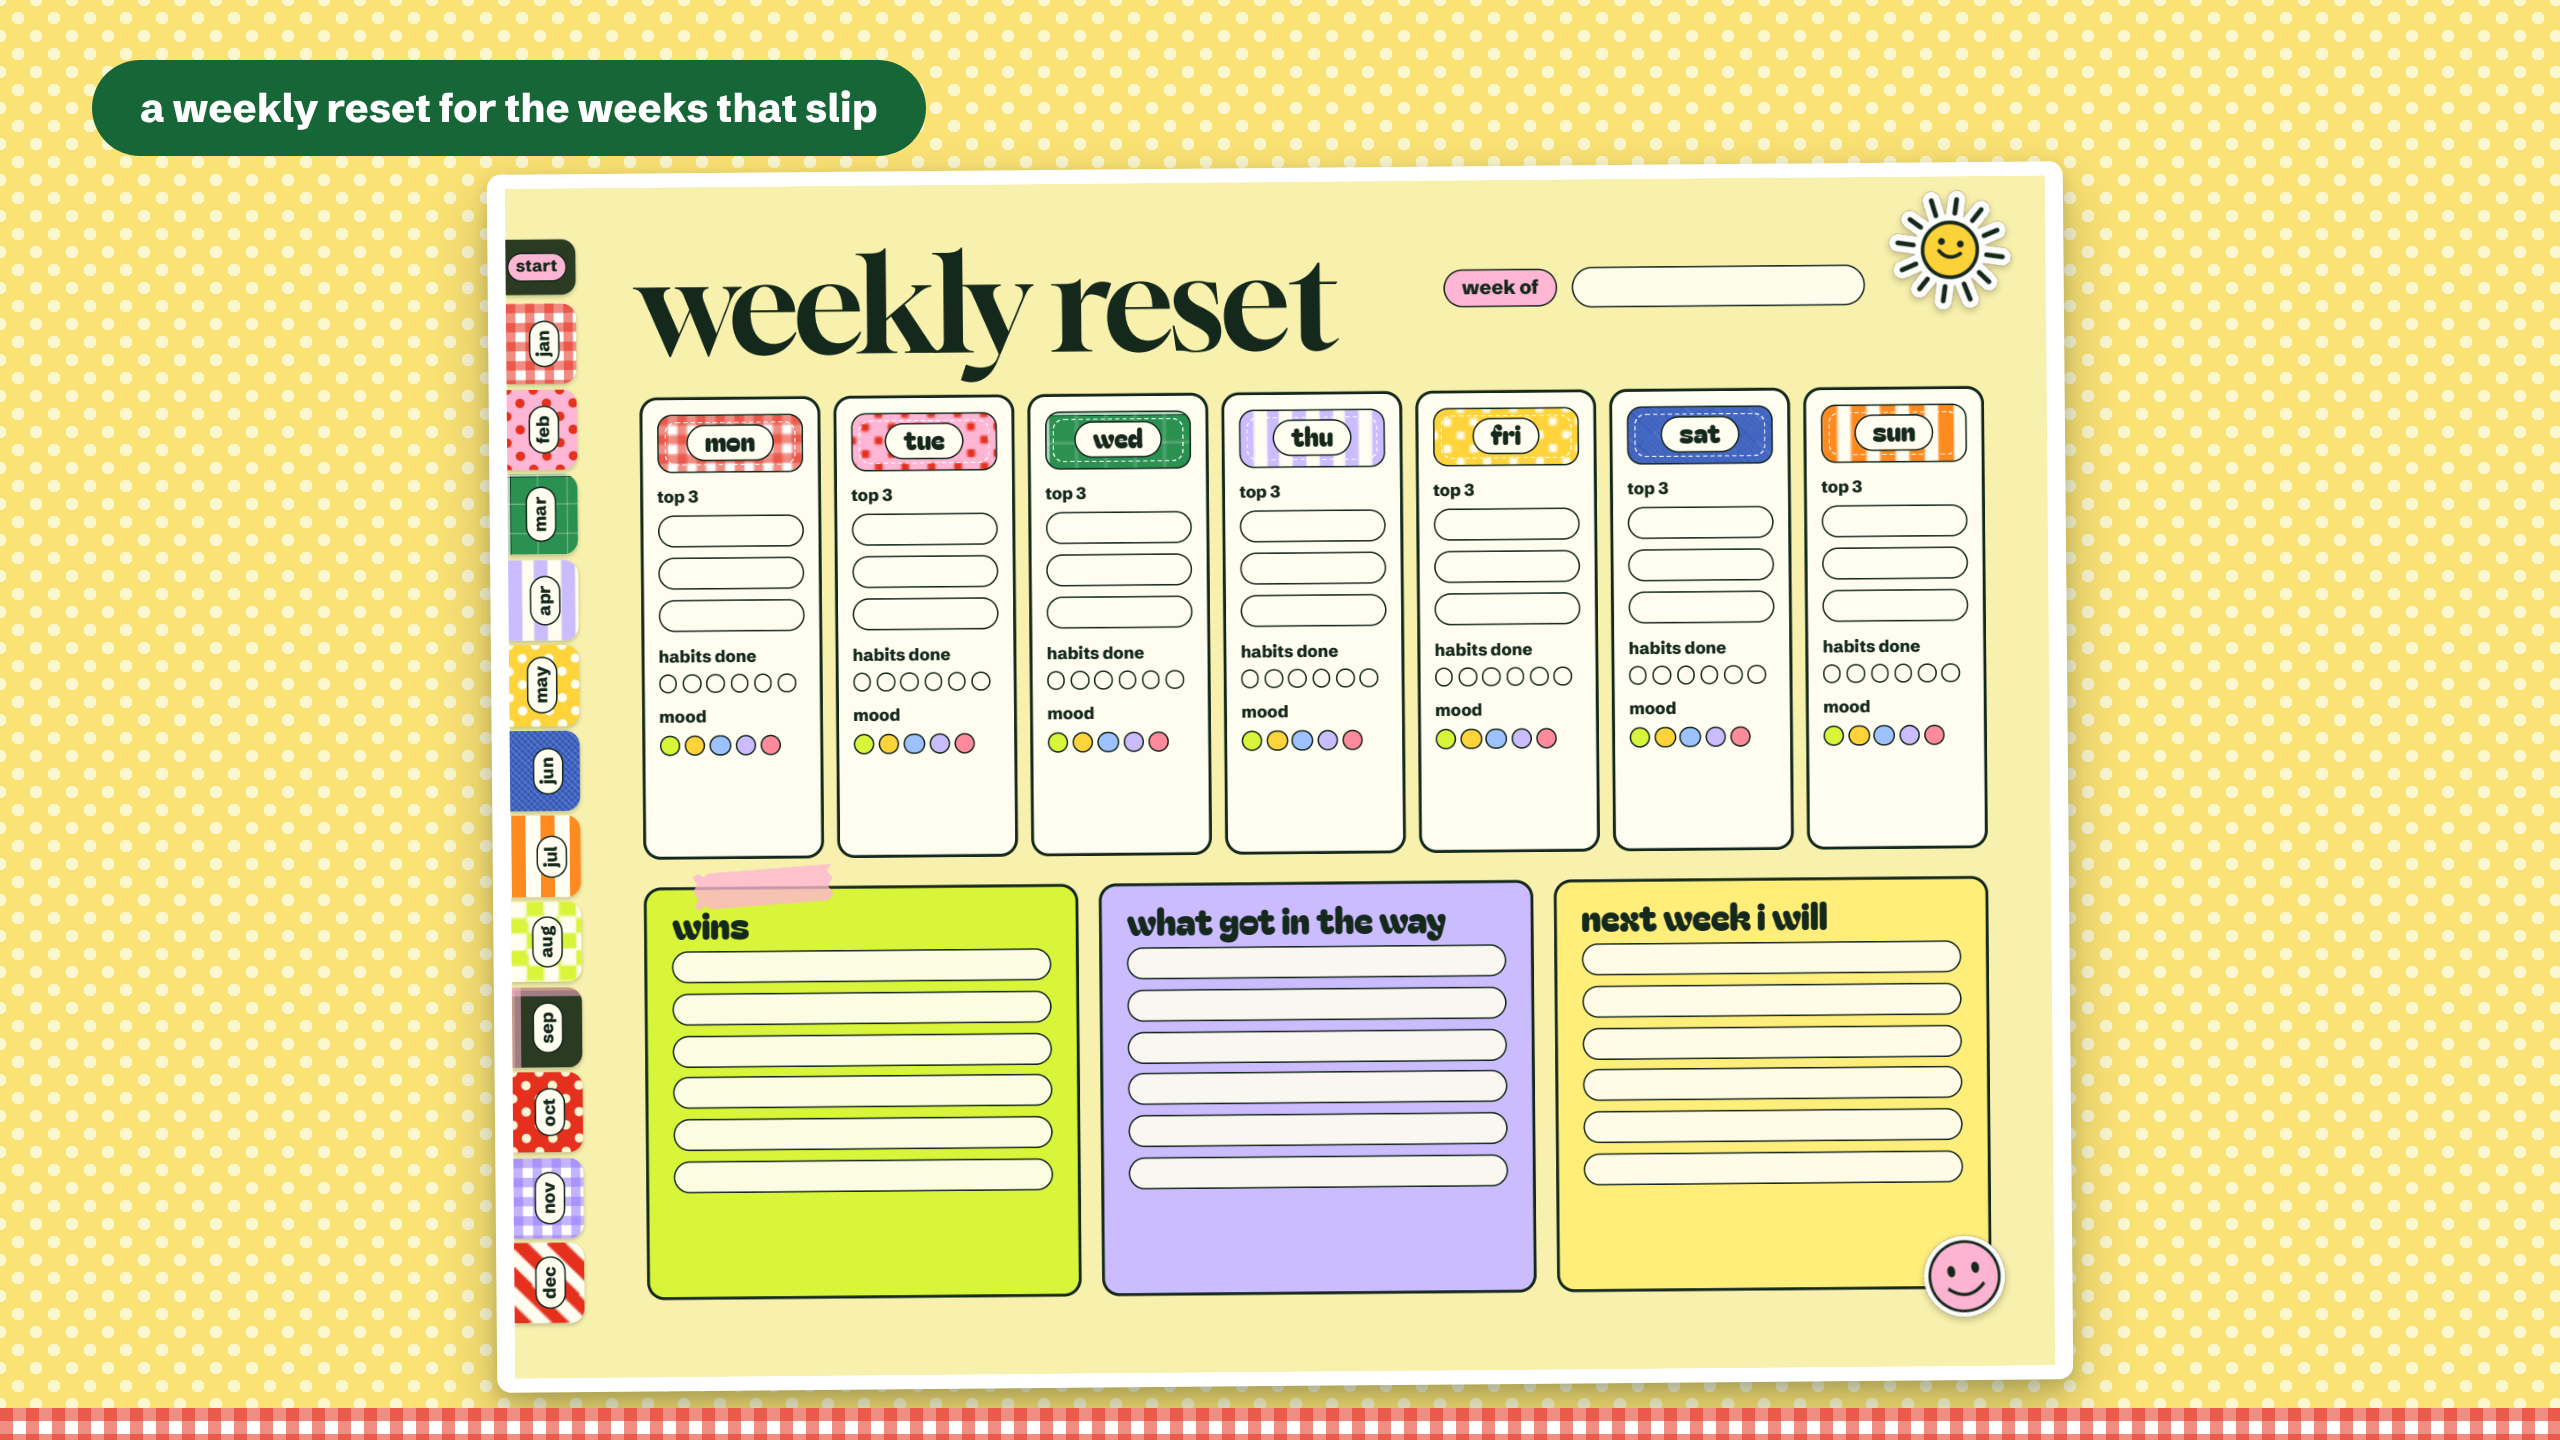 a weekly reset for the weeks that slip
weekly reset
week of
start
jan
feb
mar
apr
may
jun
jul
aug
sep
oct
nov
dec
mon
top 3
habits done
mood
tue
top 3
habits done
mood
wed
top 3
habits done
mood
thu
top 3
habits done
mood
fri
top 3
habits done
mood
sat
top 3
habits done
mood
sun
top 3
habits done
mood
wins
what got in the way
next week i will